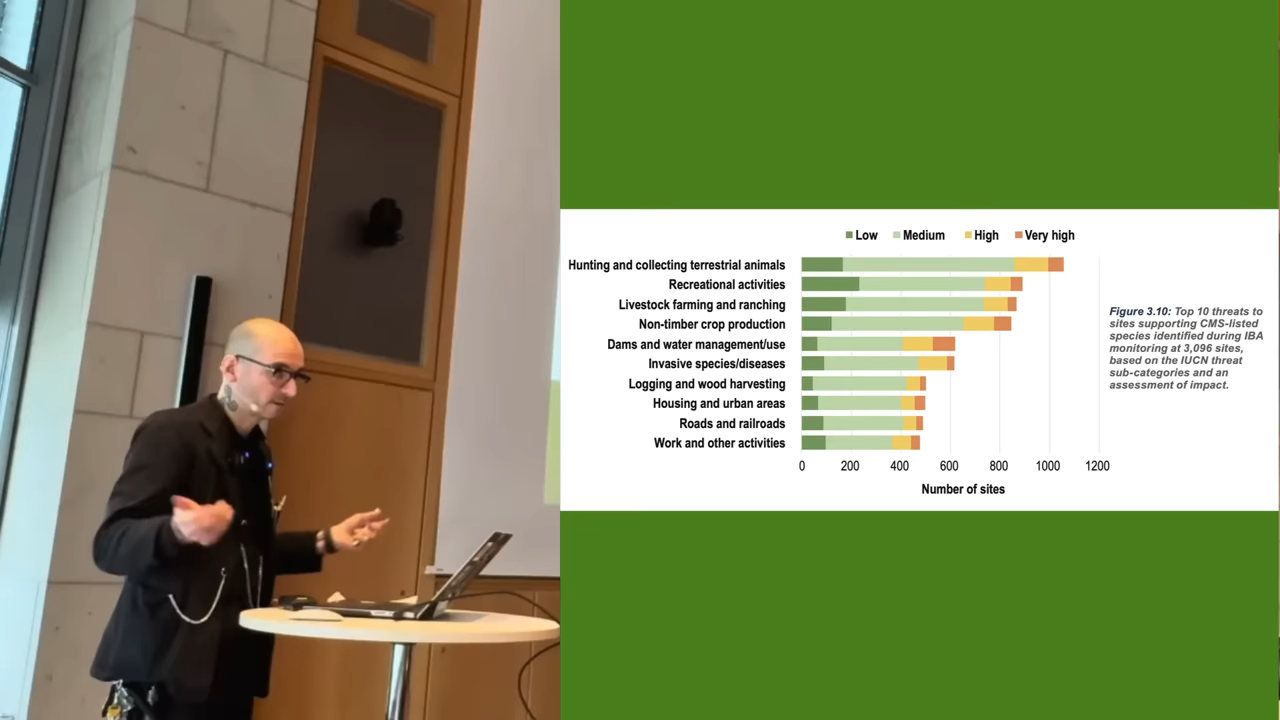 Low Medium High Very high
Hunting and collecting terrestrial animals
Recreational activities
Livestock farming and ranching
Non-timber crop production
Dams and water management/use
Invasive species/diseases
Logging and wood harvesting
Housing and urban areas
Roads and railroads
Work and other activities
0 200 400 600 800 1000 1200
Number of sites
Figure 3.10: Top 10 threats to
sites supporting CMS-listed
species identified during IBA
monitoring at 3,096 sites,
based on the IUCN threat
sub-categories and an
assessment of impact.